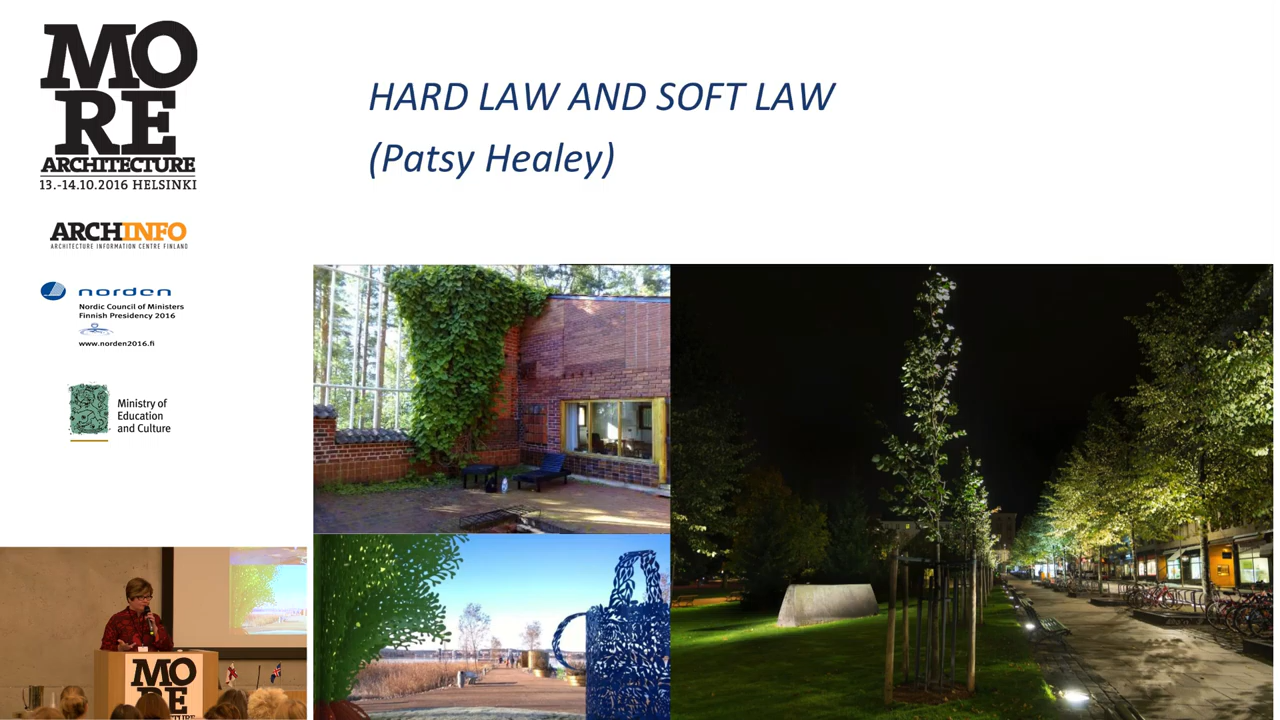 MO
RE
ARCHITECTURE
13.-14.10.2016 HELSINKI
ARCHINFO
ARCHITECTURE INFORMATION CENTRE FINLAND
norden
Nordic Council of Ministers
Finnish Presidency 2016
www.norden2016.fi
Ministry of
Education
and Culture
HARD LAW AND SOFT LAW
(Patsy Healey)
MO
RE